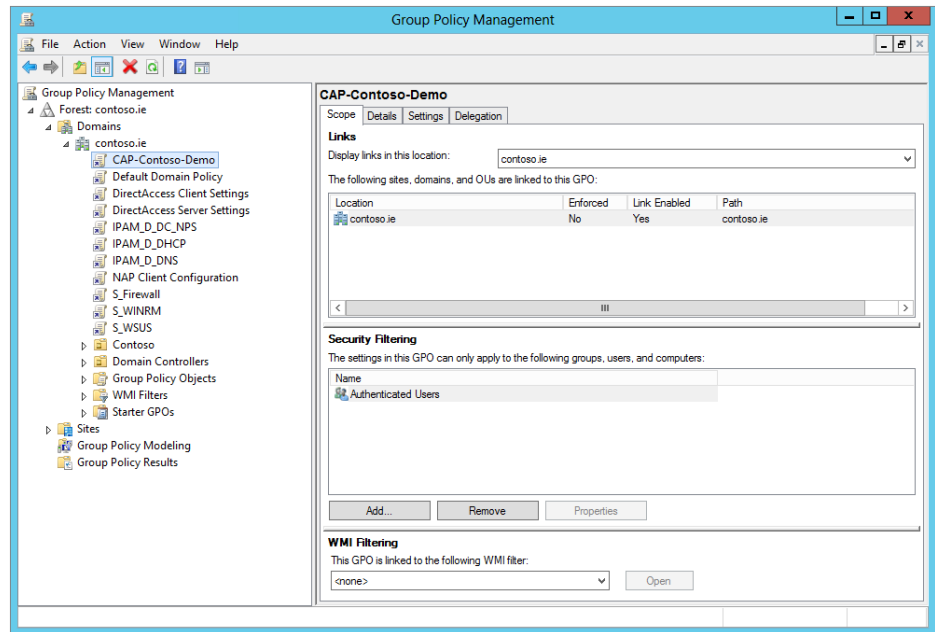 Group Policy Management
File Action View Window Help
Group Policy Management
Forest: contoso.ie
Domains
contoso.ie
CAP-Contoso-Demo
Default Domain Policy
DirectAccess Client Settings
DirectAccess Server Settings
IPAM_D_DC_NPS
IPAM_D_DHCP
IPAM_D_DNS
NAP Client Configuration
S_Firewall
S_WINRM
S_WSUS
Contoso
Domain Controllers
Group Policy Objects
WMI Filters
Starter GPOs
Sites
Group Policy Modeling
Group Policy Results
CAP-Contoso-Demo
Scope Details Settings Delegation
Links
Display links in this location: contoso.ie
The following sites, domains, and OUs are linked to this GPO:
Location Enforced Link Enabled Path
contoso.ie No Yes contoso.ie
Security Filtering
The settings in this GPO can only apply to the following groups, users, and computers:
Name
Authenticated Users
Add... Remove Properties
WMI Filtering
This GPO is linked to the following WMI filter:
<none> Open